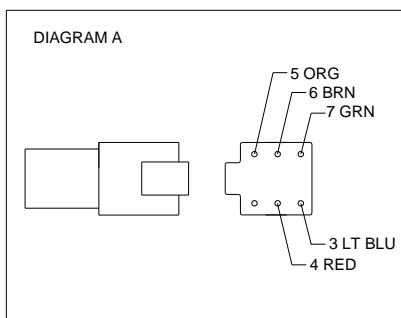 DIAGRAM A
5 ORG
6 BRN
7 GRN
3 LT BLU
4 RED